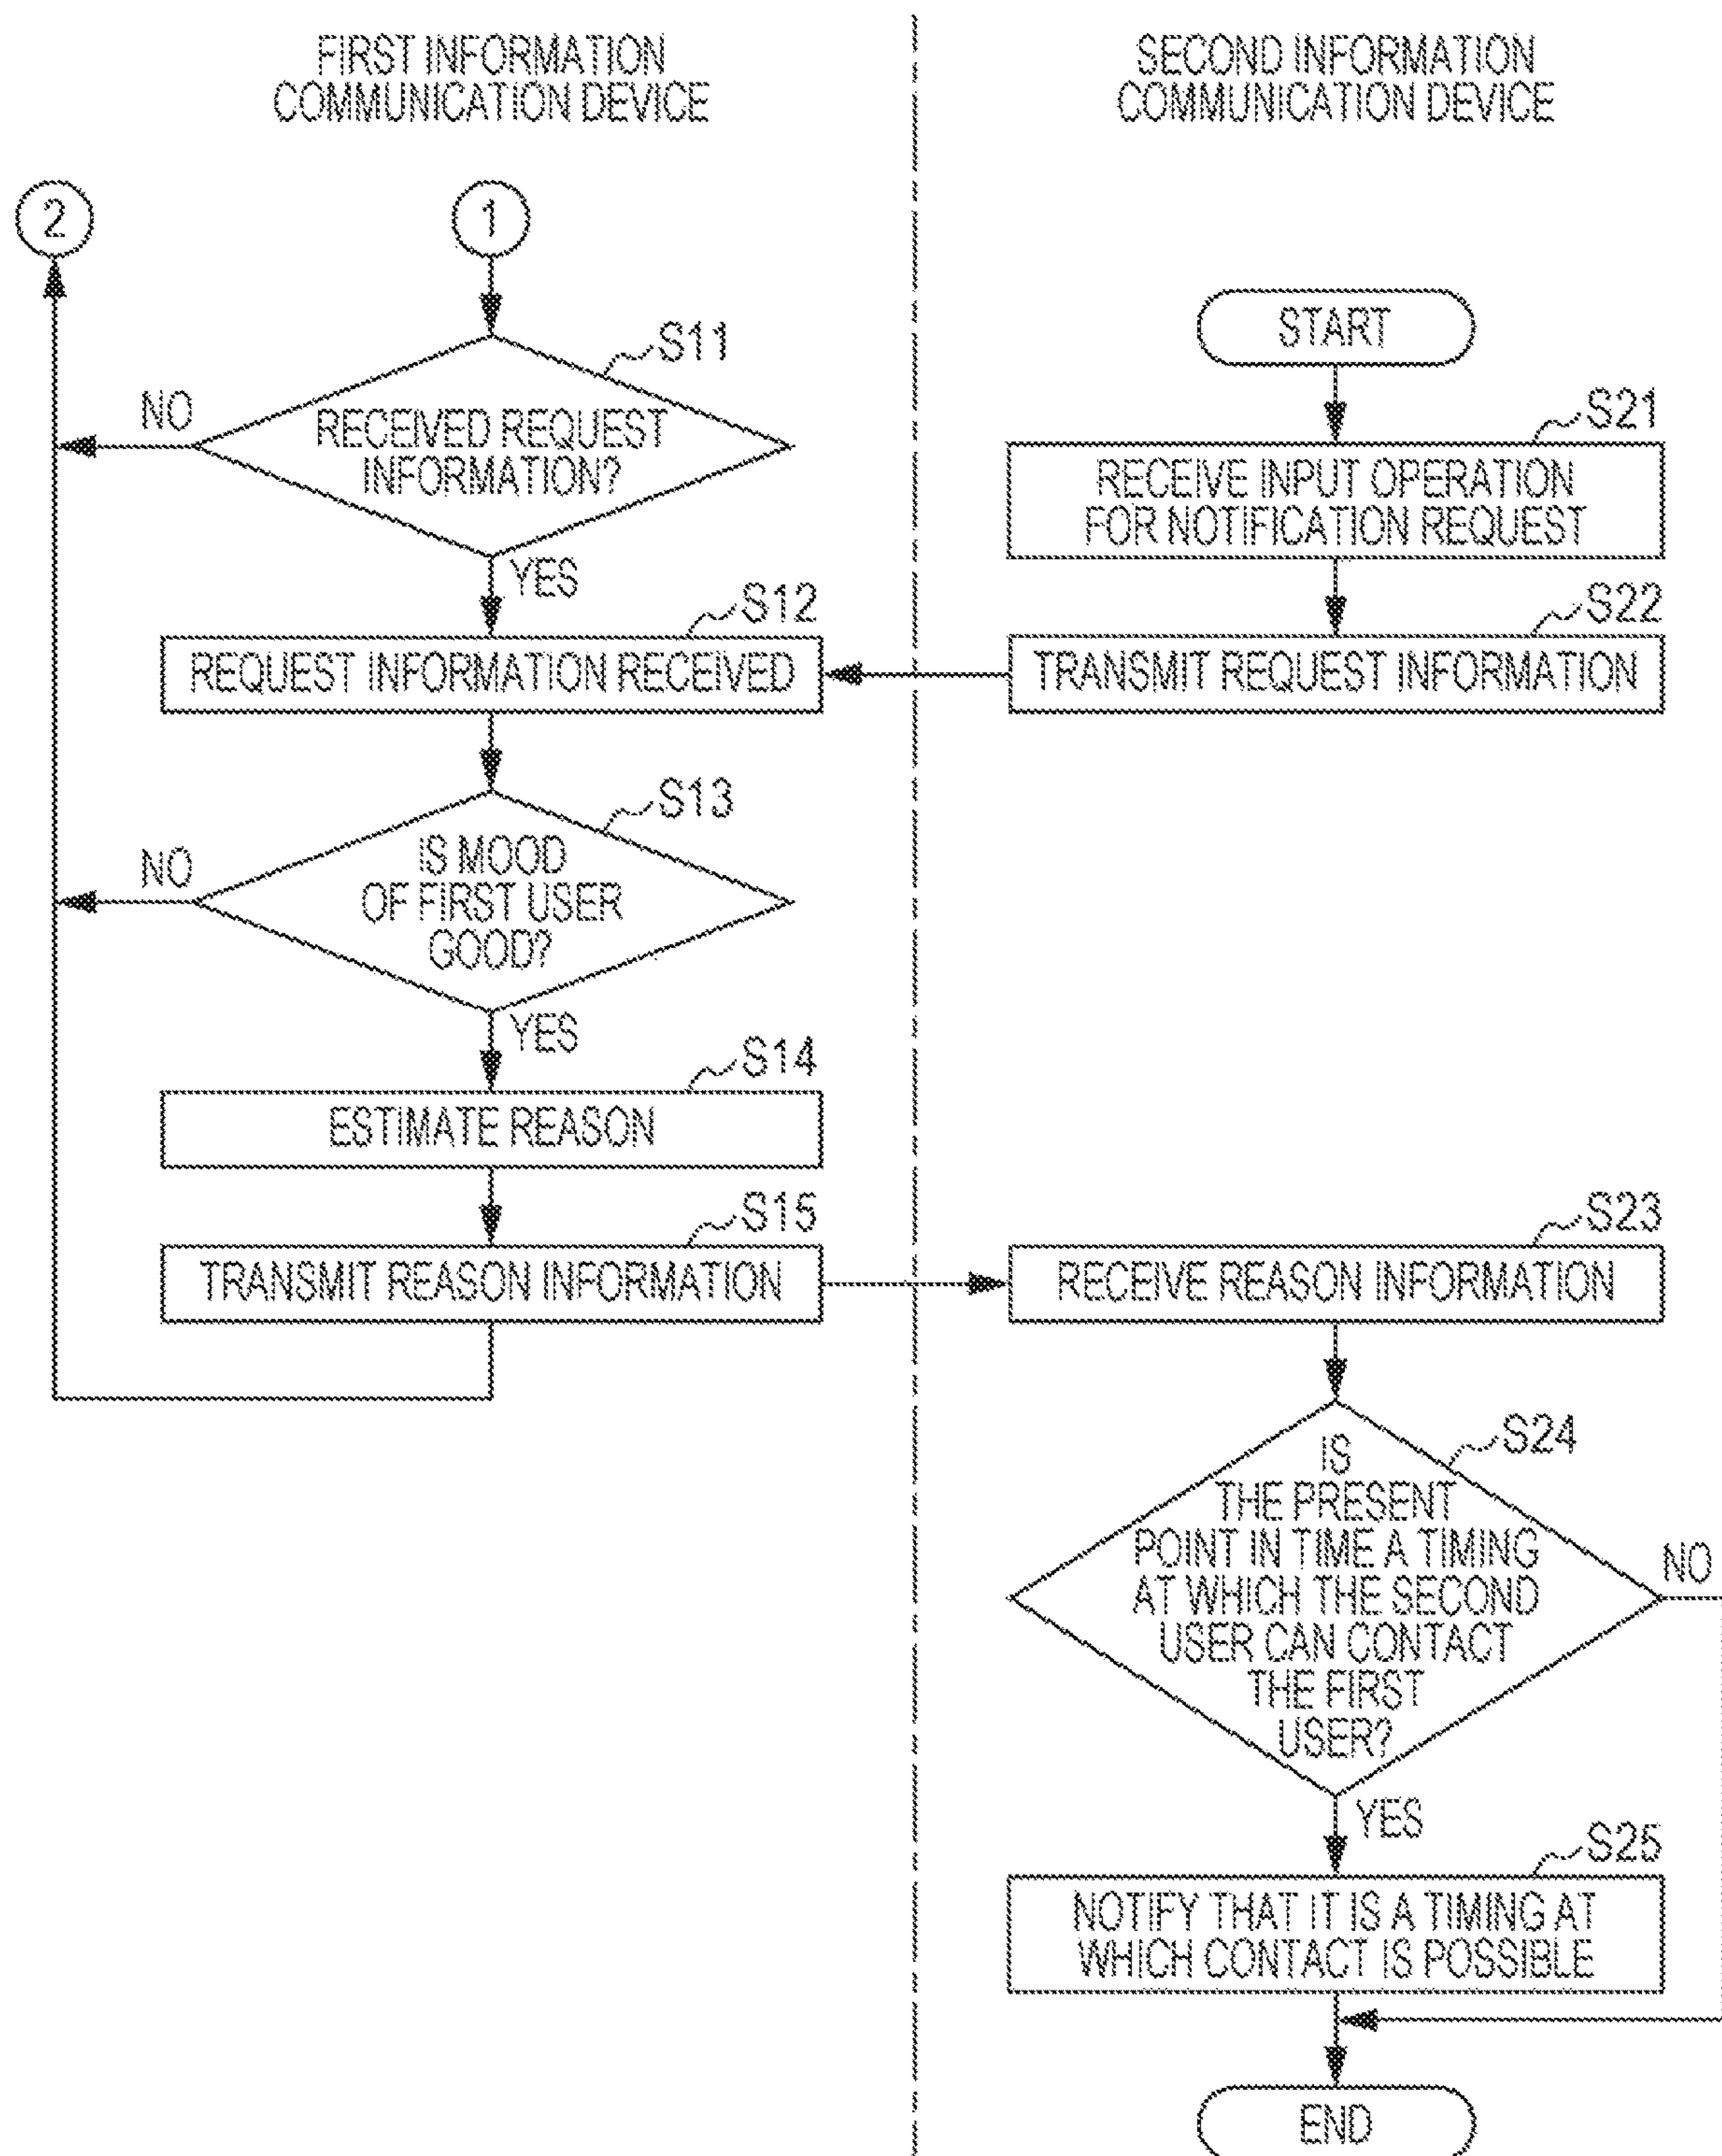 FIRST INFORMATION
COMMUNICATION DEVICE
2
1
S11
NO
RECEIVED REQUEST
INFORMATION?
YES
S12
REQUEST INFORMATION RECEIVED
S13
NO
IS MOOD
OF FIRST USER
GOOD?
YES
S14
ESTIMATE REASON
S15
TRANSMIT REASON INFORMATION
SECOND INFORMATION
COMMUNICATION DEVICE
START
S21
RECEIVE INPUT OPERATION
FOR NOTIFICATION REQUEST
S22
TRANSMIT REQUEST INFORMATION
S23
RECEIVE REASON INFORMATION
S24
IS
THE PRESENT
POINT IN TIME A TIMING
AT WHICH THE SECOND
USER CAN CONTACT
THE FIRST
USER?
NO
YES
S25
NOTIFY THAT IT IS A TIMING AT
WHICH CONTACT IS POSSIBLE
END